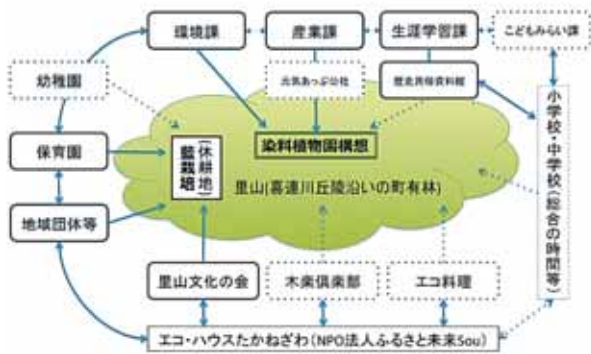 環境課
産業課
生涯学習課
こどもみらい課
幼稚園
元気あっぷ公社
歴史民俗資料館
保育園
藍栽培
(休耕地)
染料植物園構想
里山(喜連川丘陵沿いの町有林)
小学校・中学校(総合の時間等)
地域団体等
里山文化の会
木楽倶楽部
エコ料理
エコ・ハウスたかねざわ(NPO法人ふるさと未来Sou)